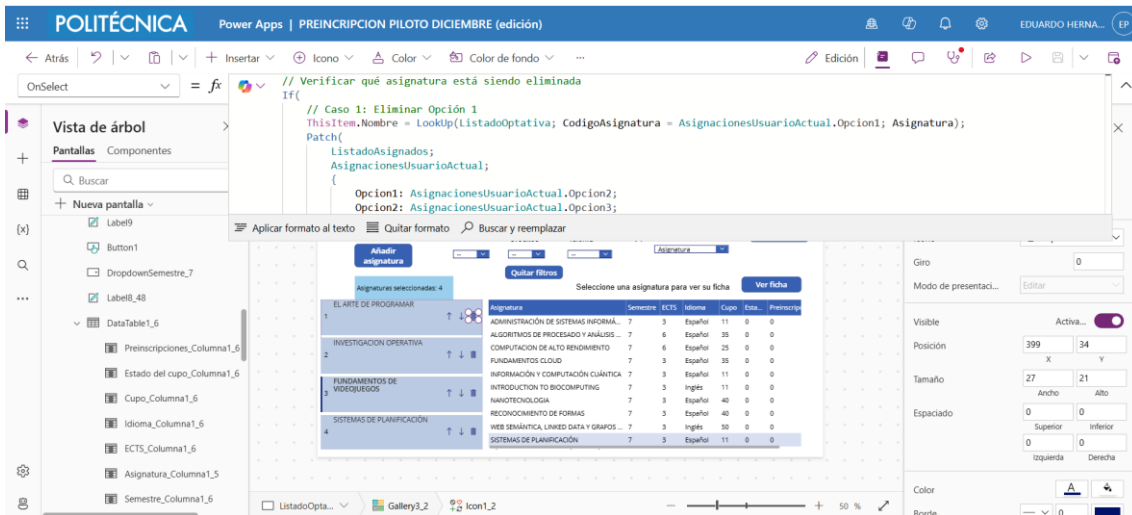 POLITÉCNICA Power Apps | PREINCRIPCION PILOTO DICIEMBRE (edición) EDUARDO HERNA... EP
Atrás Insertar Icono Color Color de fondo ... Edición
OnSelect = fx
// Verificar qué asignatura está siendo eliminada
If(
// Caso 1: Eliminar Opción 1
ThisItem.Nombre = LookUp(ListadoOptativa; CodigoAsignatura = AsignacionesUsuarioActual.Opcion1; Asignatura);
Patch(
ListadoAsignados;
AsignacionesUsuarioActual;
{
Opcion1: AsignacionesUsuarioActual.Opcion2;
Opcion2: AsignacionesUsuarioActual.Opcion3;
Aplicar formato al texto Quitar formato Buscar y reemplazar
Vista de árbol
Pantallas Componentes
Buscar
Nueva pantalla
Label9
Button1
DropdownSemestre_7
Label8_48
DataTable1_6
Preinscripciones_Columna1_6
Estado del cupo_Columna1_6
Cupo_Columna1_6
Idioma_Columna1_6
ECTS_Columna1_6
Asignatura_Columna1_5
Semestre_Columna1_6
Añadir asignatura
-- -- -- Asignatura
Quitar filtros
Asignaturas seleccionadas: 4
Seleccione una asignatura para ver su ficha Ver ficha
EL ARTE DE PROGRAMAR
1
INVESTIGACION OPERATIVA
2
FUNDAMENTOS DE VIDEOJUEGOS
3
SISTEMAS DE PLANIFICACIÓN
4
Asignatura Semestre ECTS Idioma Cupo Esta... Preinscrip
ADMINISTRACIÓN DE SISTEMAS INFORMÁ... 7 3 Español 11 0 0
ALGORITMOS DE PROCESADO Y ANÁLISIS ... 7 6 Español 35 0 0
COMPUTACION DE ALTO RENDIMIENTO 7 6 Español 25 0 0
FUNDAMENTOS CLOUD 7 3 Español 35 0 0
INFORMACIÓN Y COMPUTACIÓN CUÁNTICA 7 3 Español 11 0 0
INTRODUCTION TO BIOCOMPUTING 7 3 Inglés 11 0 0
NANOTECNOLOGIA 7 3 Español 40 0 0
RECONOCIMIENTO DE FORMAS 7 3 Español 40 0 0
WEB SEMÁNTICA, LINKED DATA Y GRAFOS ... 7 3 Inglés 50 0 0
SISTEMAS DE PLANIFICACIÓN 7 3 Español 11 0 0
Giro 0
Modo de presentaci... Editar
Visible Activa...
Posición 399 34
X Y
Tamaño 27 21
Ancho Alto
Espaciado 0 0
Superior Inferior
0 0
Izquierda Derecha
Color A
Borde 0
ListadoOpta... Gallery3_2 Icon1_2 50 %